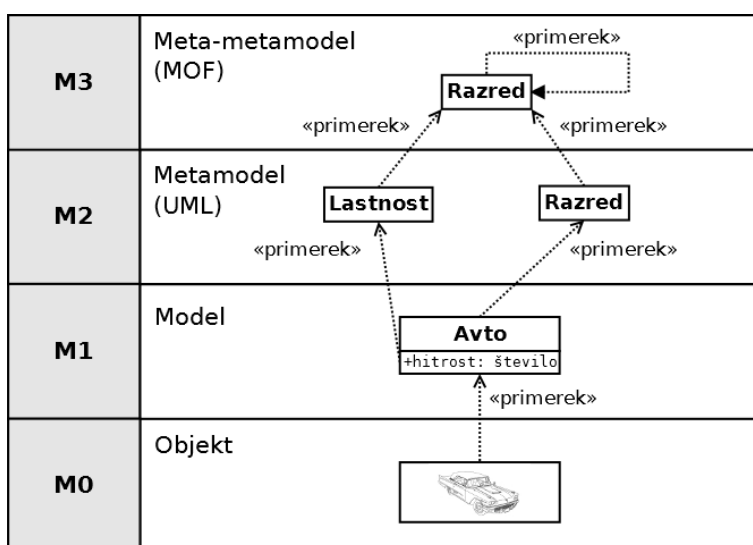 M3
Meta-metamodel
(MOF)
«primerek»
Razred
«primerek»
«primerek»
M2
Metamodel
(UML)
Lastnost
Razred
«primerek»
«primerek»
M1
Model
Avto
+hitrost: število
«primerek»
M0
Objekt